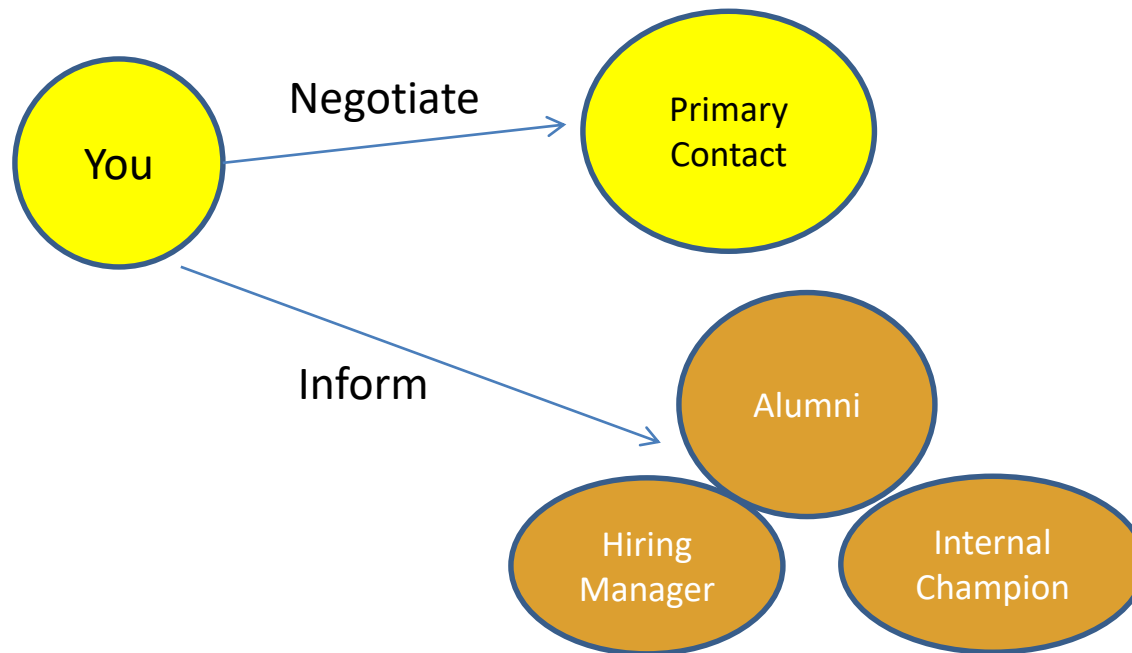 You
Negotiate
Primary
Contact
Inform
Alumni
Hiring
Manager
Internal
Champion